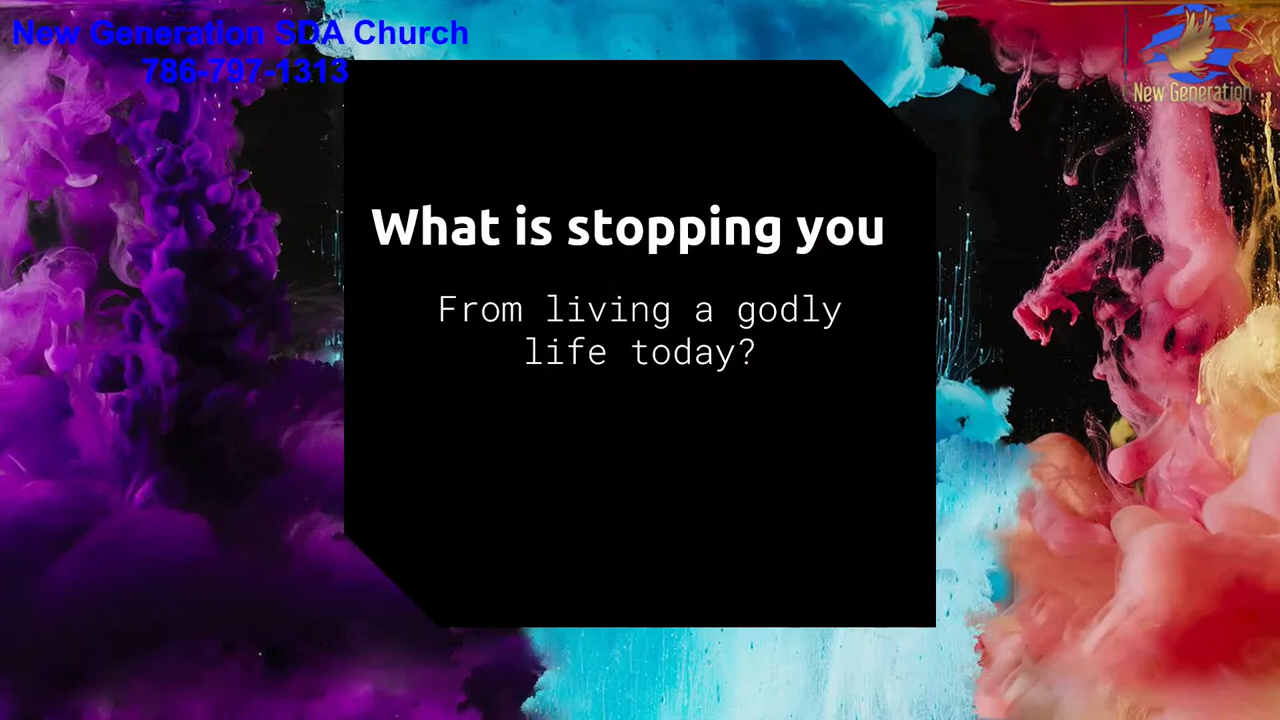 New Generation SDA Church
786-797-1313
New Generation
What is stopping you
From living a godly
life today?